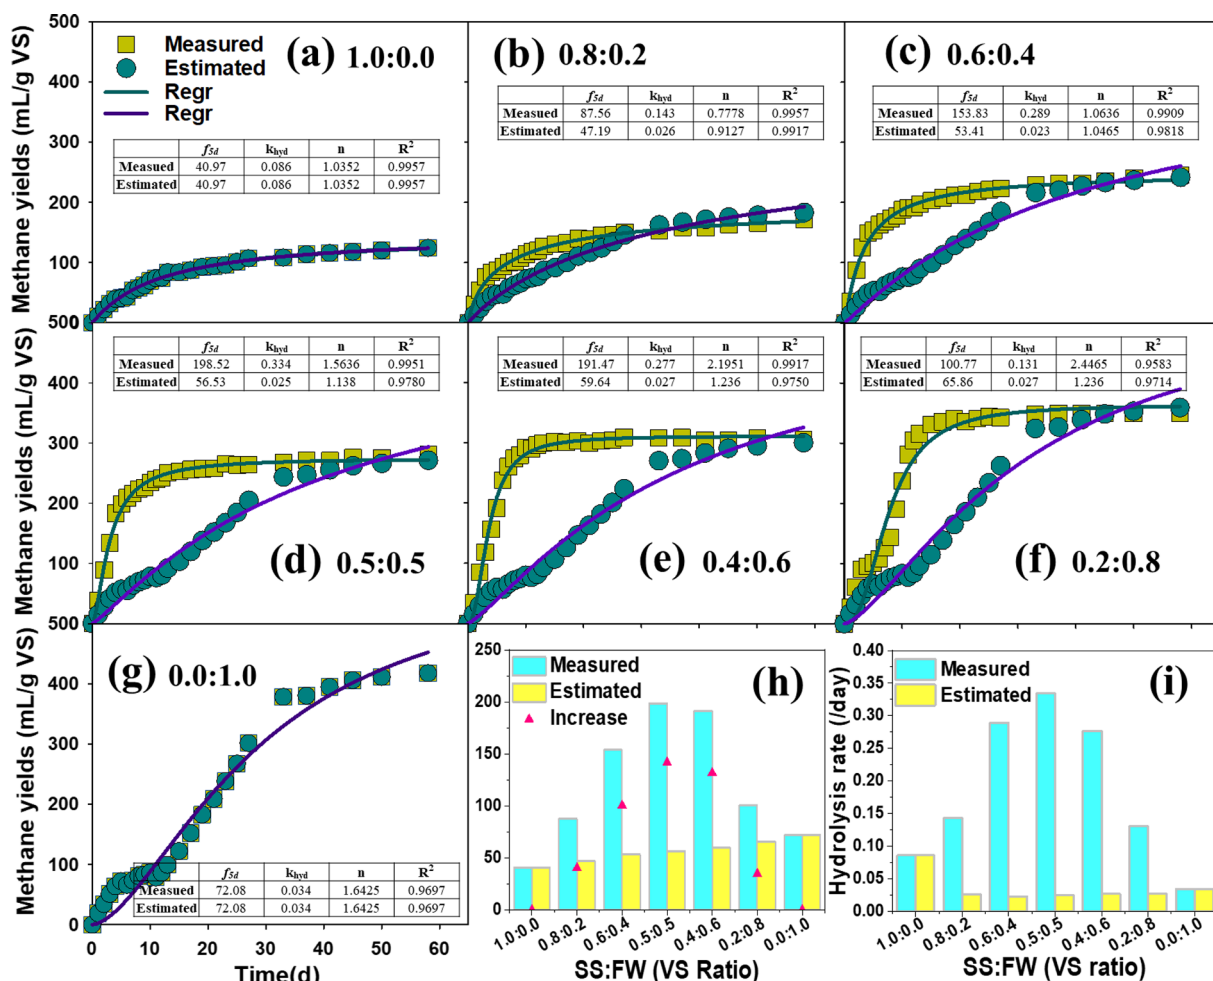 500
400
300
200
100
500
Methane yields (mL/g VS)
Measured
Estimated
Regr
Regr
(a) 1.0:0.0
f5d khyd n R2
Measued 40.97 0.086 1.0352 0.9957
Estimated 40.97 0.086 1.0352 0.9957
(b) 0.8:0.2
f5d khyd n R2
Measued 87.56 0.143 0.7778 0.9957
Estimated 47.19 0.026 0.9127 0.9917
(c) 0.6:0.4
f5d khyd n R2
Measued 153.83 0.289 1.0636 0.9909
Estimated 53.41 0.023 1.0465 0.9818
400
300
200
100
500
Methane yields (mL/g VS)
f5d khyd n R2
Measued 198.52 0.334 1.5636 0.9951
Estimated 56.53 0.025 1.138 0.9780
(d) 0.5:0.5
f5d khyd n R2
Measued 191.47 0.277 2.1951 0.9917
Estimated 59.64 0.027 1.236 0.9750
(e) 0.4:0.6
f5d khyd n R2
Measued 100.77 0.131 2.4465 0.9583
Estimated 65.86 0.027 1.236 0.9714
(f) 0.2:0.8
400
300
200
100
0
Methane yields (mL/g VS)
(g) 0.0:1.0
f5d khyd n R2
Measued 72.08 0.034 1.6425 0.9697
Estimated 72.08 0.034 1.6425 0.9697
0 10 20 30 40 50 60
Time(d)
250
200
150
100
50
0
Measured
Estimated
Increase
(h)
1.0:0.0 0.8:0.2 0.6:0.4 0.5:0.5 0.4:0.6 0.2:0.8 0.0:1.0
SS:FW (VS Ratio)
0.40
0.35
0.30
0.25
0.20
0.15
0.10
0.05
0.00
Hydrolysis rate (/day)
Measured
Estimated
(i)
1.0:0.0 0.8:0.2 0.6:0.4 0.5:0.5 0.4:0.6 0.2:0.8 0.0:1.0
SS:FW (VS ratio)